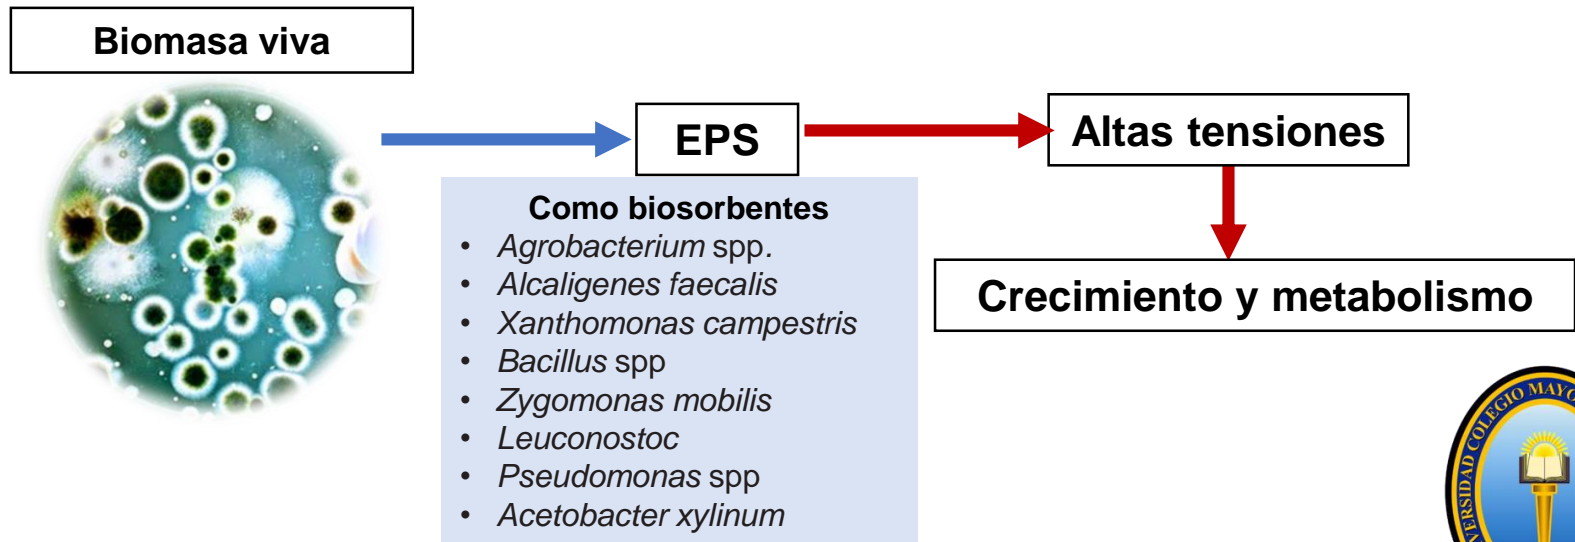 Biomasa viva
EPS
Altas tensiones
Como biosorbentes
• Agrobacterium spp.
• Alcaligenes faecalis
• Xanthomonas campestris
• Bacillus spp
• Zygomonas mobilis
• Leuconostoc
• Pseudomonas spp
• Acetobacter xylinum
Crecimiento y metabolismo
COLEGIO